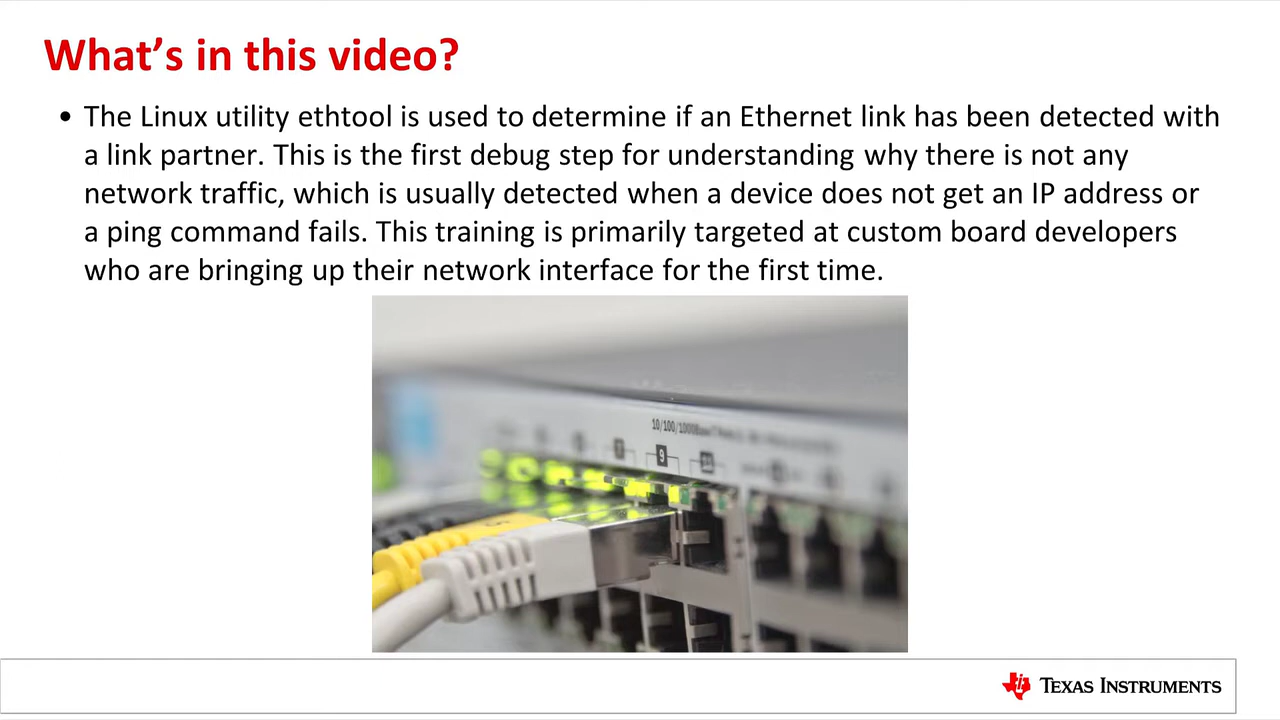 What’s in this video?
• The Linux utility ethtool is used to determine if an Ethernet link has been detected with
a link partner. This is the first debug step for understanding why there is not any
network traffic, which is usually detected when a device does not get an IP address or
a ping command fails. This training is primarily targeted at custom board developers
who are bringing up their network interface for the first time.
10/100/1000Base
9
TEXAS INSTRUMENTS